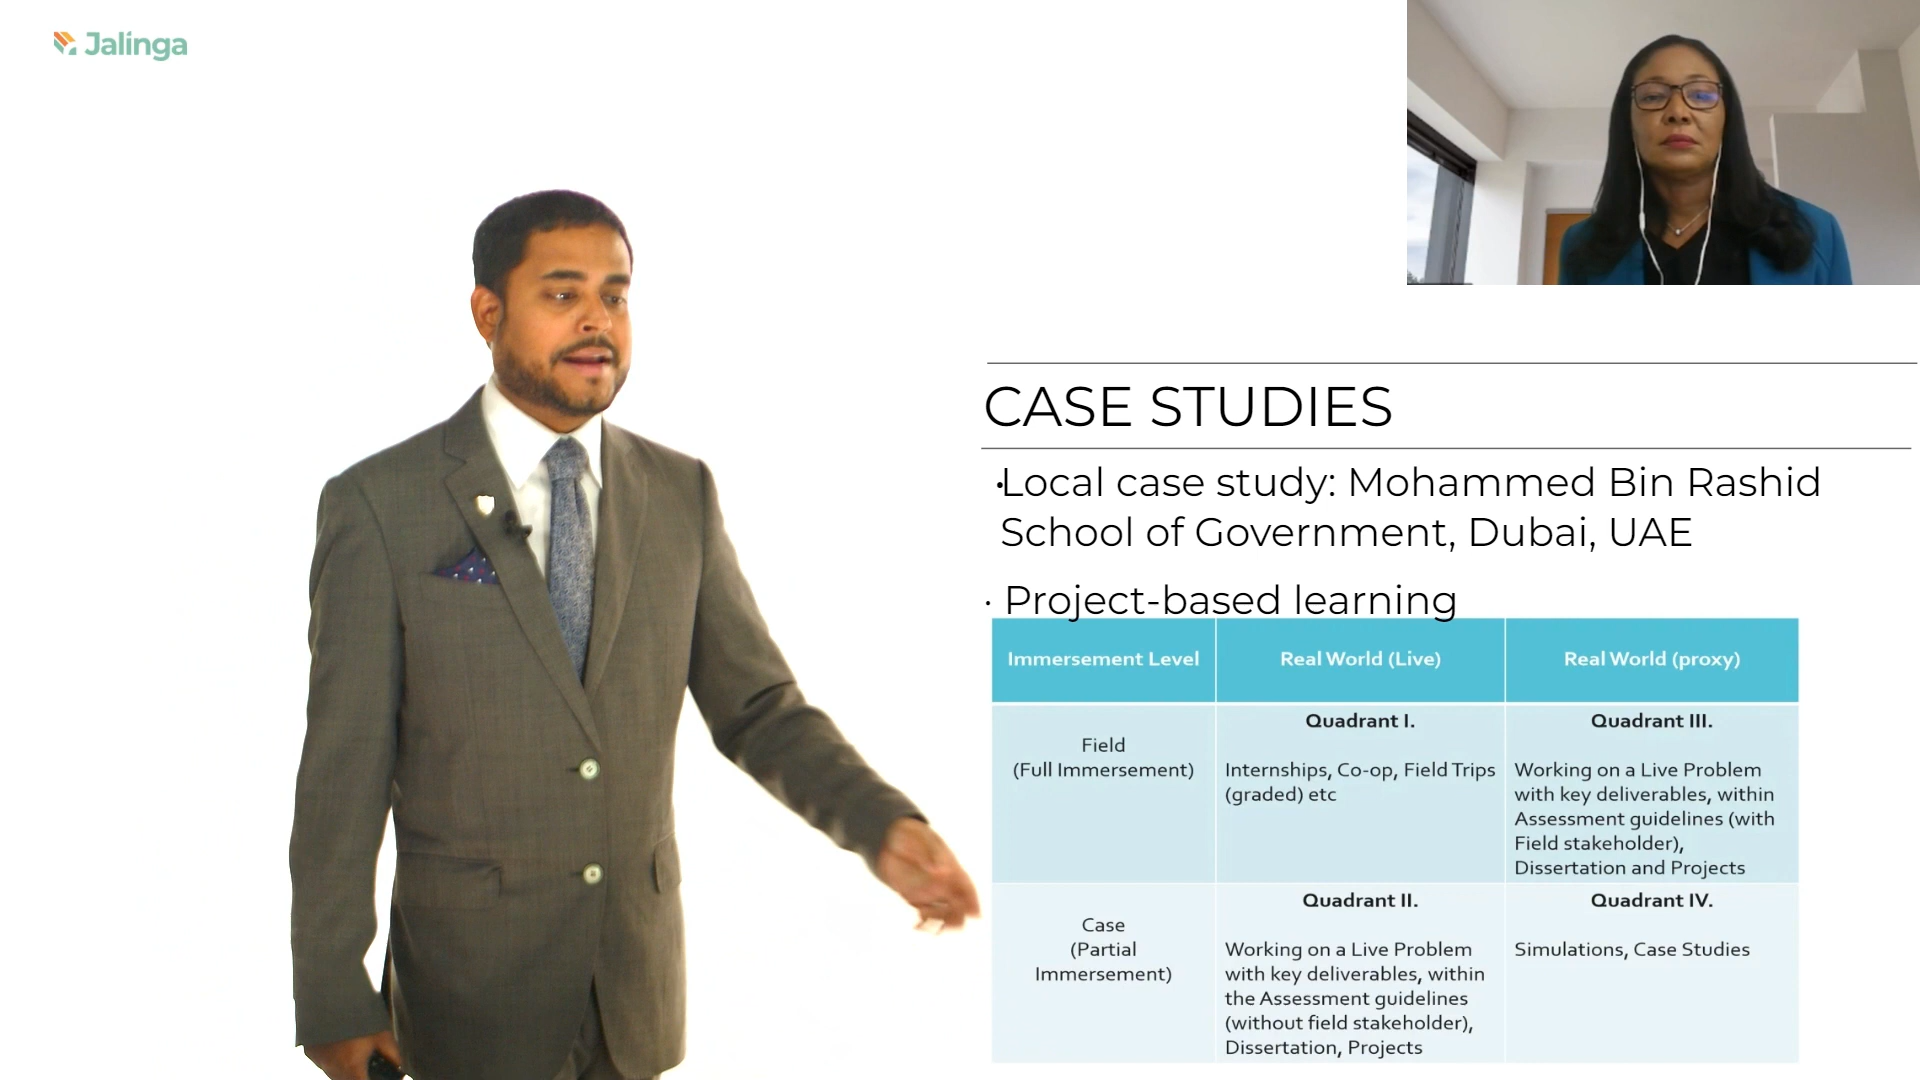 Jalinga
CASE STUDIES
•Local case study: Mohammed Bin Rashid
School of Government, Dubai, UAE
· Project-based learning
Immersement Level
Real World (Live)
Real World (proxy)
Field
(Full Immersement)
Quadrant I.
Internships, Co-op, Field Trips
(graded) etc
Quadrant III.
Working on a Live Problem
with key deliverables, within
Assessment guidelines (with
Field stakeholder),
Dissertation and Projects
Case
(Partial
Immersement)
Quadrant II.
Working on a Live Problem
with key deliverables, within
the Assessment guidelines
(without field stakeholder),
Dissertation, Projects
Quadrant IV.
Simulations, Case Studies